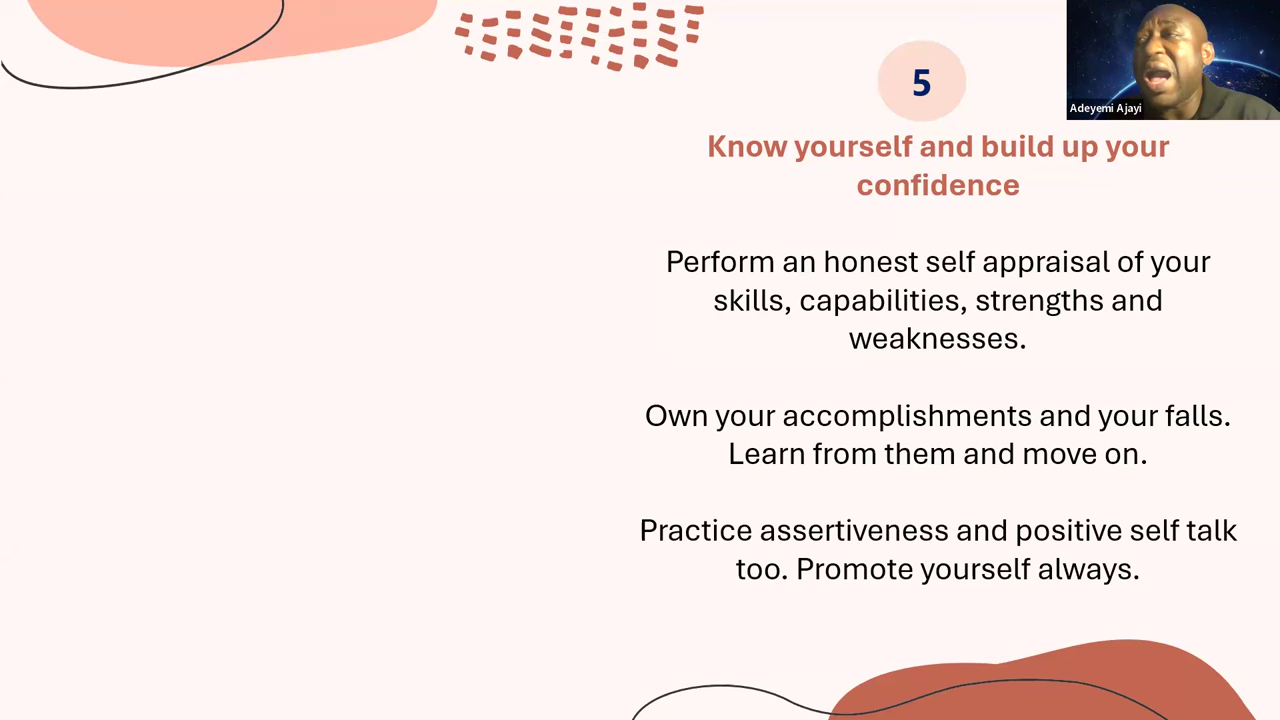 5
Adeyemi Ajayi
Know yourself and build up your
confidence
Perform an honest self appraisal of your
skills, capabilities, strengths and
weaknesses.
Own your accomplishments and your falls.
Learn from them and move on.
Practice assertiveness and positive self talk
too. Promote yourself always.